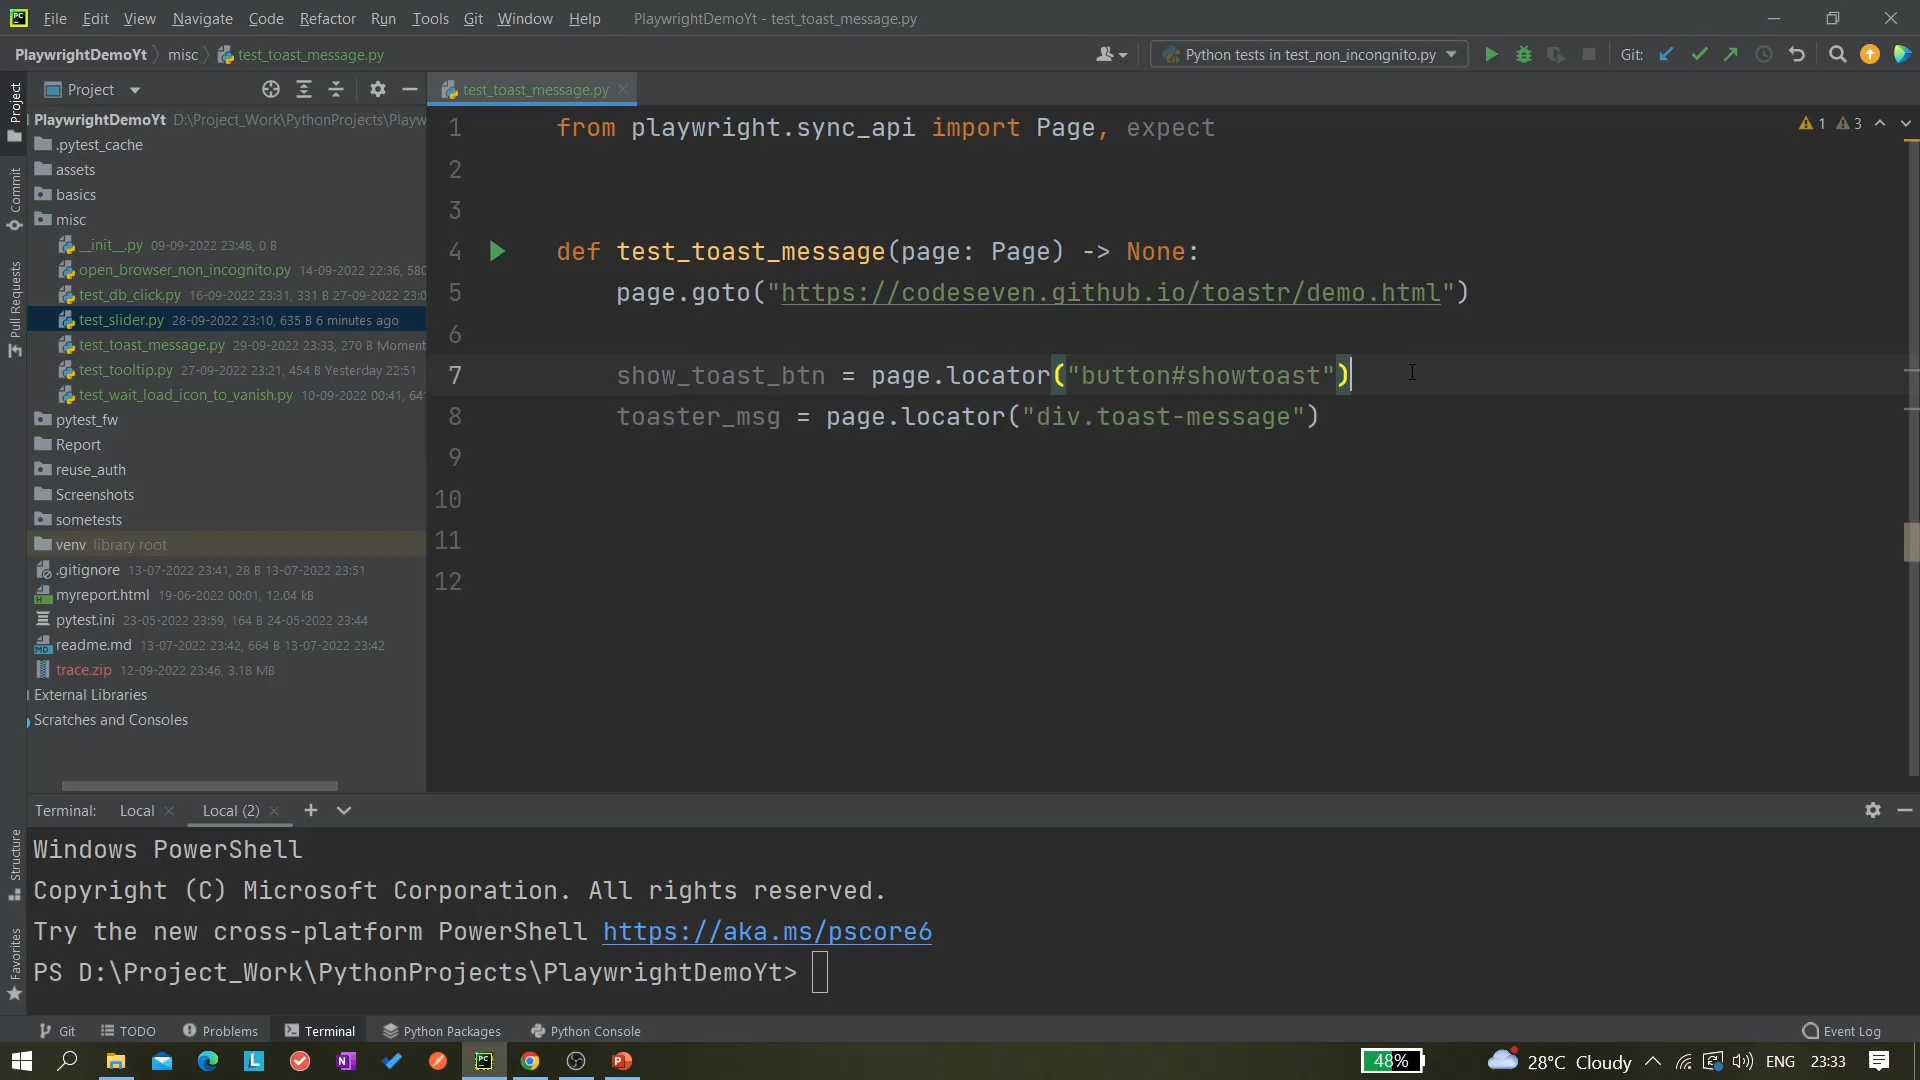 File Edit View Navigate Code Refactor Run Tools Git Window Help PlaywrightDemoYt - test_toast_message.py
PlaywrightDemoYt misc test_toast_message.py Python tests in test_non_incongnito.py Git:
Project test_toast_message.py
PlaywrightDemoYt D:\Project_Work\PythonProjects\Playw
.pytest_cache
assets
basics
misc
__init__.py 09-09-2022 23:48, 0 B
open_browser_non_incognito.py 14-09-2022 22:36, 580
test_db_click.py 16-09-2022 23:31, 331 B 27-09-2022 23:0
test_slider.py 28-09-2022 23:10, 635 B 6 minutes ago
test_toast_message.py 29-09-2022 23:33, 270 B Moment
test_tooltip.py 27-09-2022 23:21, 454 B Yesterday 22:51
test_wait_load_icon_to_vanish.py 10-09-2022 00:41, 641
pytest_fw
Report
reuse_auth
Screenshots
sometests
venv library root
.gitignore 13-07-2022 23:41, 28 B 13-07-2022 23:51
myreport.html 19-06-2022 00:01, 12.04 kB
pytest.ini 23-05-2022 23:59, 164 B 24-05-2022 23:44
readme.md 13-07-2022 23:42, 664 B 13-07-2022 23:42
trace.zip 12-09-2022 23:46, 3.18 MB
External Libraries
Scratches and Consoles
Project
Commit
Pull Requests
Structure
Favorites
1 from playwright.sync_api import Page, expect
1 3
2
3
4 def test_toast_message(page: Page) -> None:
5 page.goto("https://codeseven.github.io/toastr/demo.html")
6
7 show_toast_btn = page.locator("button#showtoast")
8 toaster_msg = page.locator("div.toast-message")
9
10
11
12
Terminal: Local Local (2)
Windows PowerShell
Copyright (C) Microsoft Corporation. All rights reserved.
Try the new cross-platform PowerShell https://aka.ms/pscore6
PS D:\Project_Work\PythonProjects\PlaywrightDemoYt>
Git TODO Problems Terminal Python Packages Python Console Event Log
48% 28°C Cloudy ENG 23:33